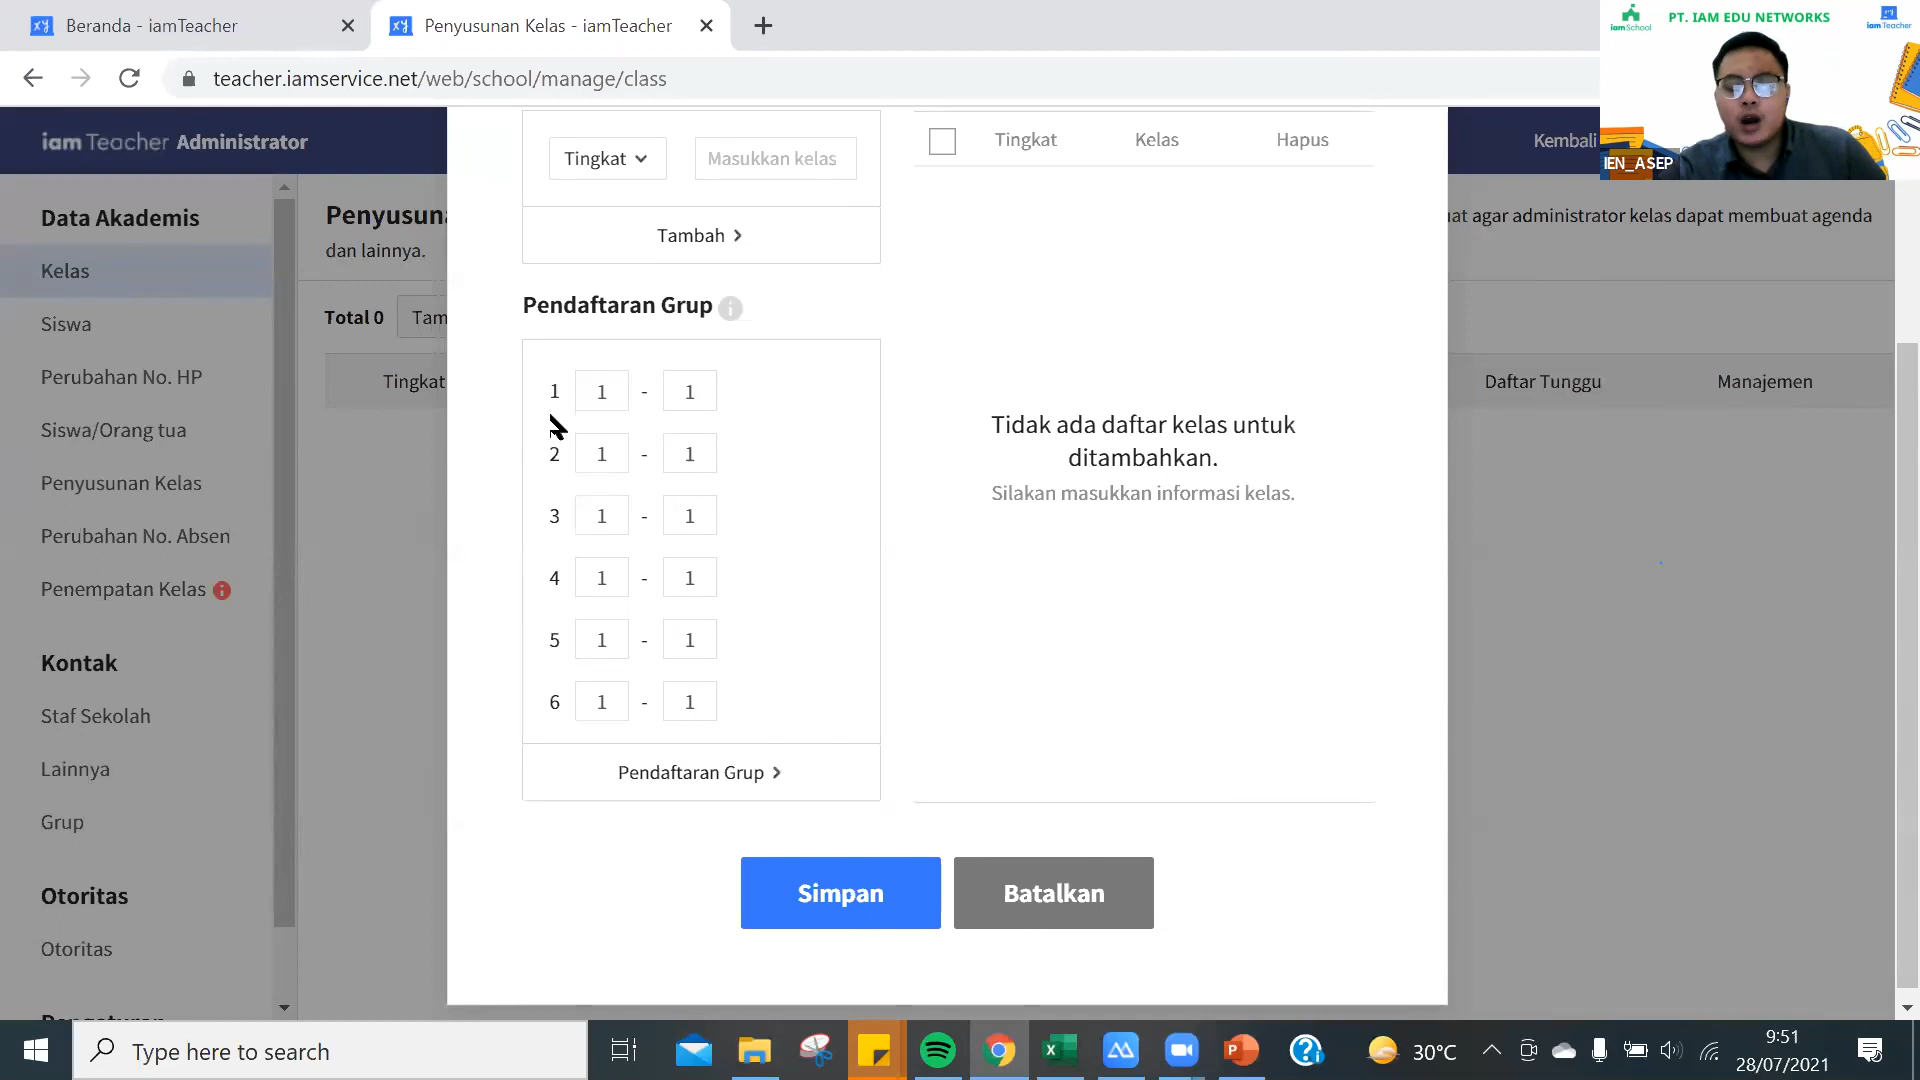 Beranda - iamTeacher
Penyusunan Kelas - iamTeacher
teacher.iamservice.net/web/school/manage/class
PT. IAM EDU NETWORKS
iamSchool
iamTeacher
IEN_ASEP
iamTeacher Administrator
Kembali
Data Akademis
Kelas
Siswa
Perubahan No. HP
Siswa/Orang tua
Penyusunan Kelas
Perubahan No. Absen
Penempatan Kelas
Kontak
Staf Sekolah
Lainnya
Grup
Otoritas
Otoritas
agar administrator kelas dapat membuat agenda
dan lainnya.
Total 0
Tingkat
Daftar Tunggu
Manajemen
Tingkat
Masukkan kelas
Tambah >
Pendaftaran Grup
1 1 - 1
2 1 - 1
3 1 - 1
4 1 - 1
5 1 - 1
6 1 - 1
Pendaftaran Grup >
Tingkat Kelas Hapus
Tidak ada daftar kelas untuk
ditambahkan.
Silakan masukkan informasi kelas.
Simpan
Batalkan
Type here to search
30°C
9:51
28/07/2021